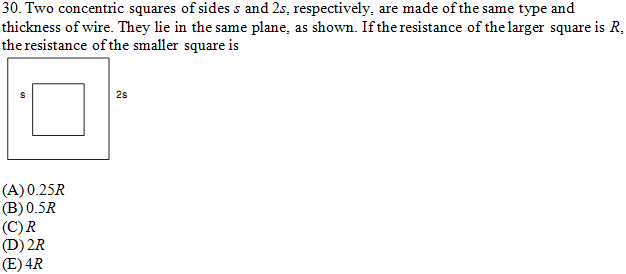 30. Two concentric squares of sides s and 2s, respectively, are made of the same type and
thickness of wire. They lie in the same plane, as shown. If the resistance of the larger square is R,
the resistance of the smaller square is
s 2s
(A) 0.25R
(B) 0.5R
(C) R
(D) 2R
(E) 4R